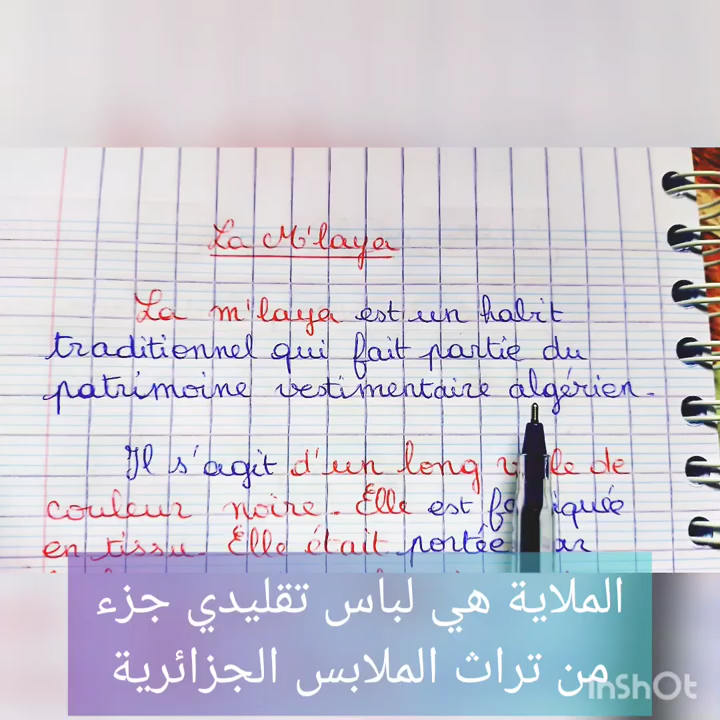 La M'laya
La m'laya est un habit
traditionnel qui fait partie du
patrimoine vestimentaire algérien.
Il s'agit d'un long de
couleur noire. Elle est
en tissu. Elle était portée
الملاية هي لباس تقليدي جزء
من تراث الملابس الجزائرية
InShOt